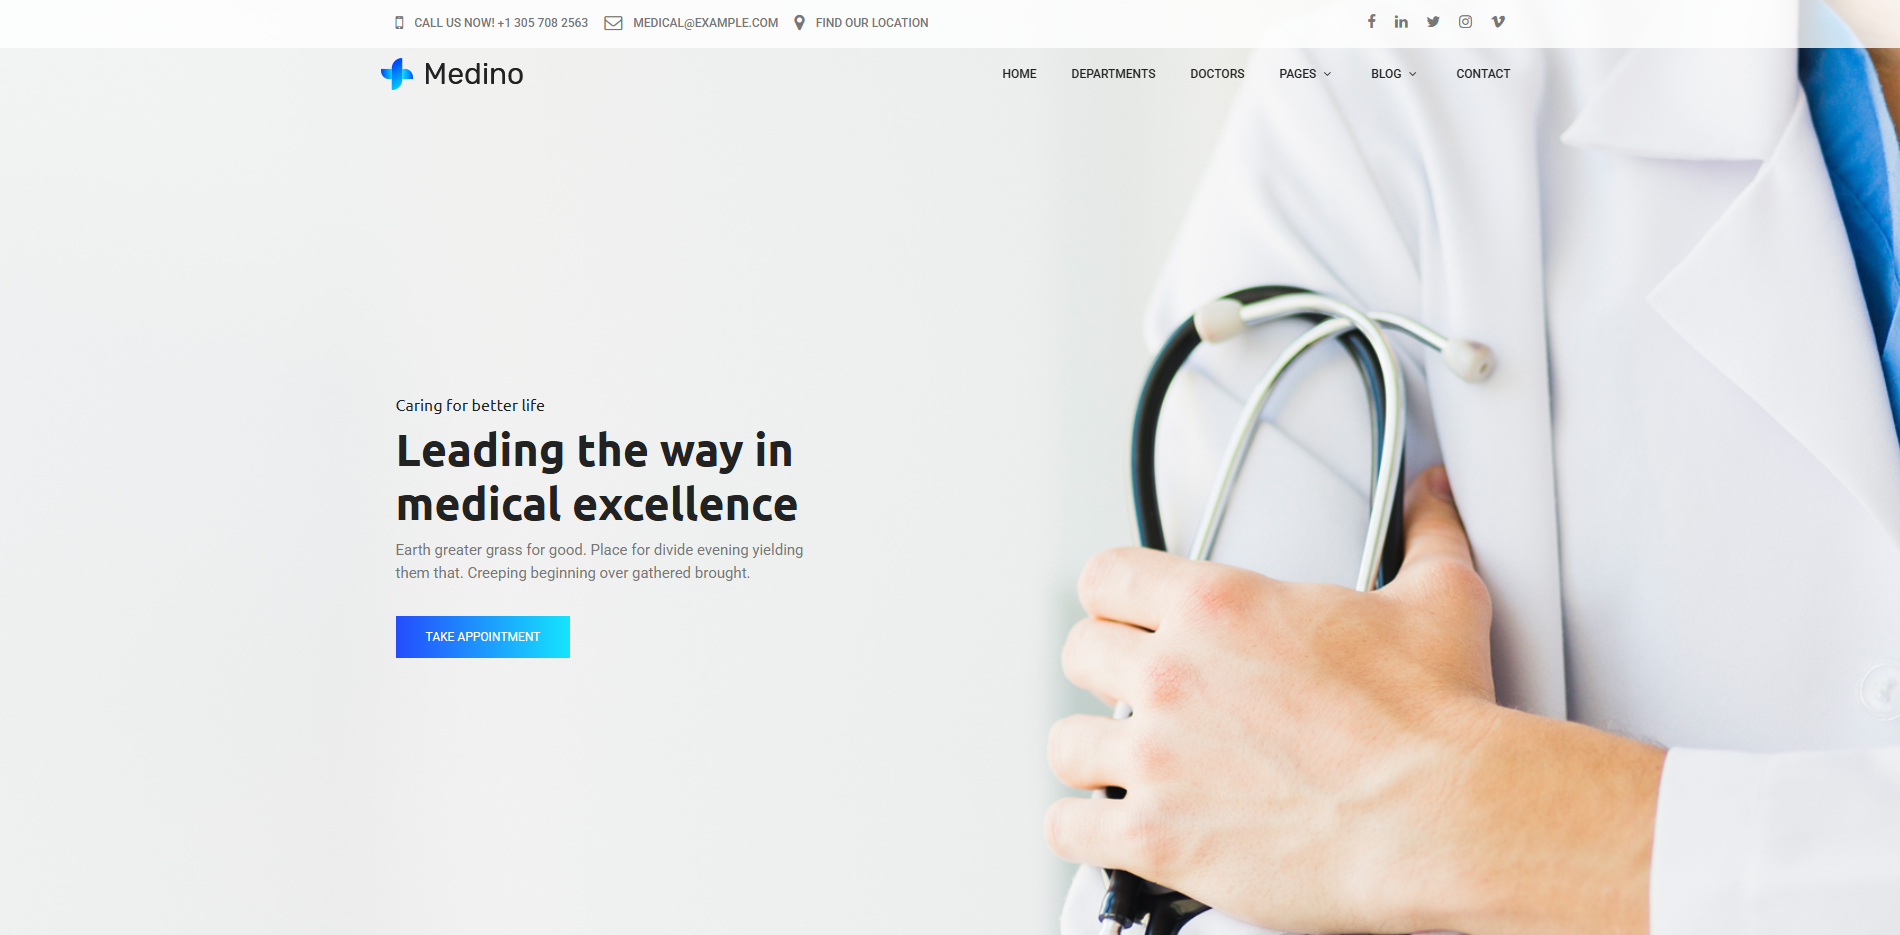 CALL US NOW! +1 305 708 2563 MEDICAL@EXAMPLE.COM FIND OUR LOCATION
Medino HOME DEPARTMENTS DOCTORS PAGES BLOG CONTACT
Caring for better life
Leading the way in
medical excellence
Earth greater grass for good. Place for divide evening yielding
them that. Creeping beginning over gathered brought.
TAKE APPOINTMENT